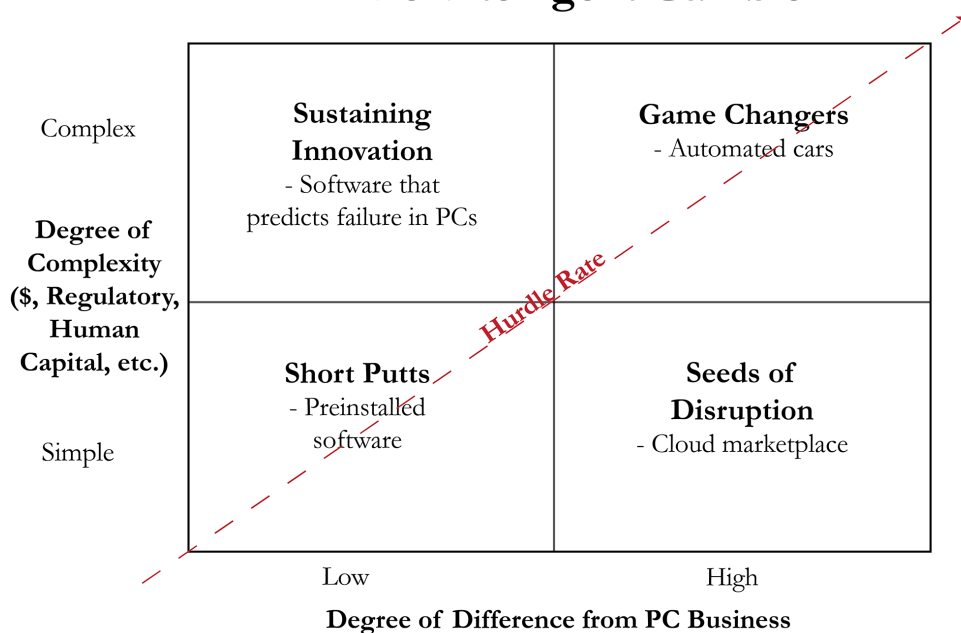 Complex
Degree of
Complexity
($, Regulatory,
Human
Capital, etc.)
Simple
Sustaining
Innovation
- Software that
predicts failure in PCs
Game Changers
- Automated cars
Hurdle Rate
Short Putts
- Preinstalled
software
Seeds of
Disruption
- Cloud marketplace
Low
High
Degree of Difference from PC Business